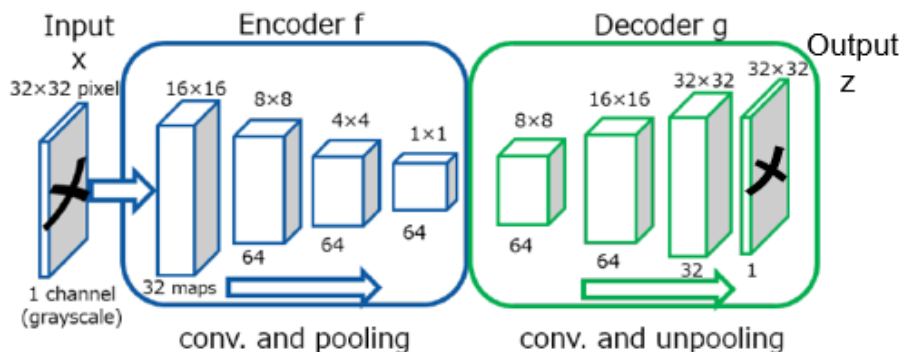 Input
x
32×32 pixel
1 channel
(grayscale)
Encoder f
16×16
8×8
4×4
1×1
32 maps
64
64
64
conv. and pooling
Decoder g
8×8
16×16
32×32
32×32
64
64
32
1
conv. and unpooling
Output
z